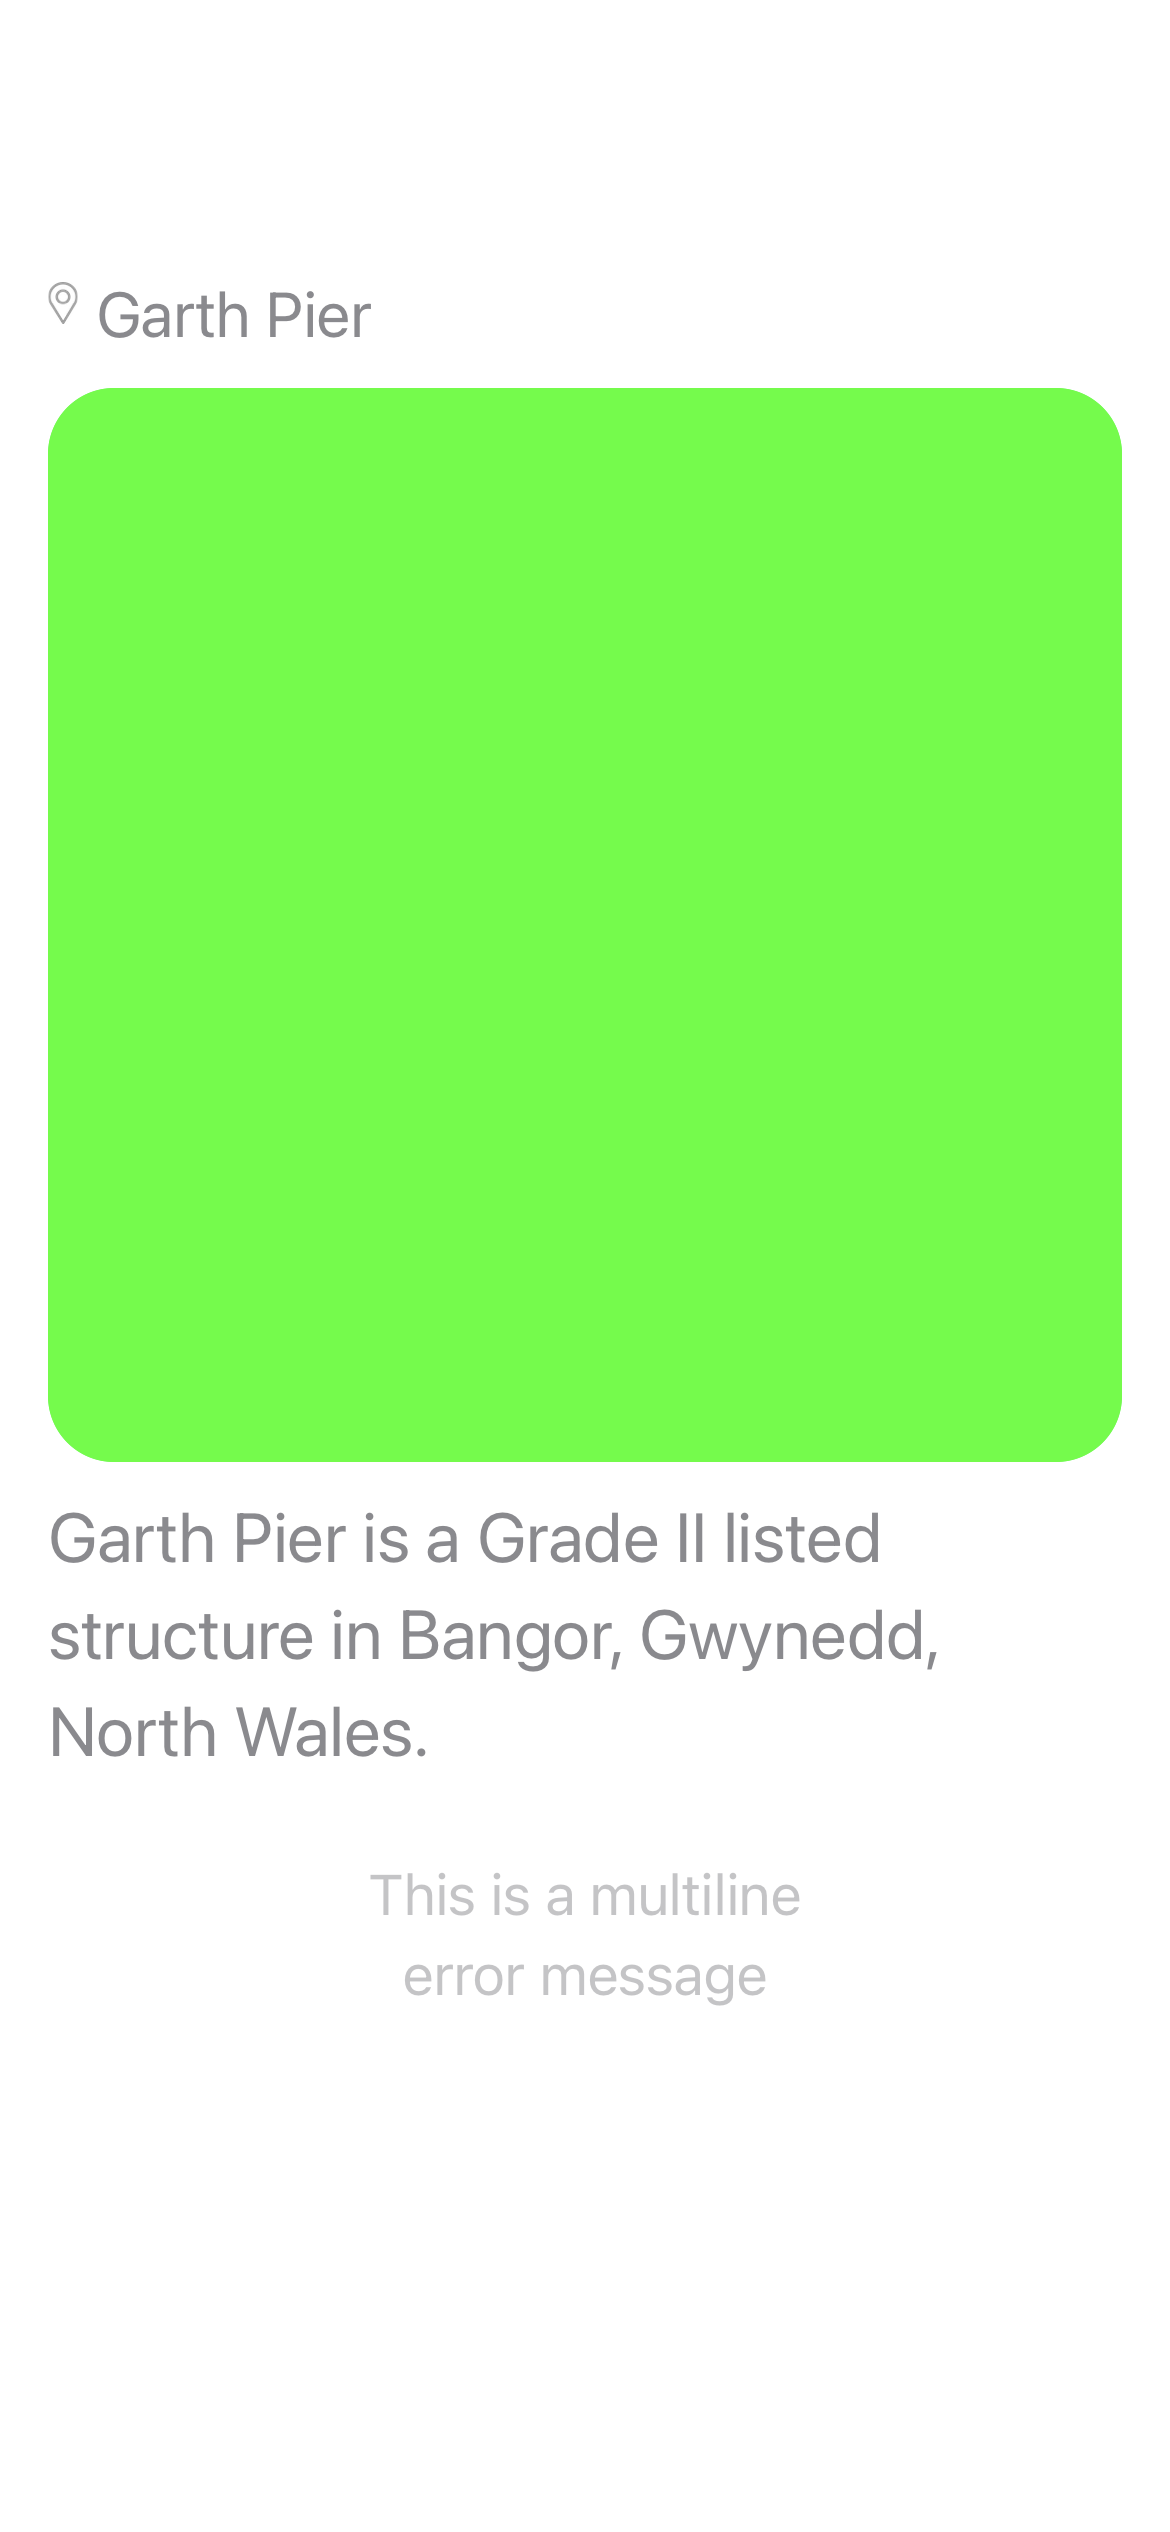 Garth Pier
Garth Pier is a Grade II listed
structure in Bangor, Gwynedd,
North Wales.
This is a multiline
error message